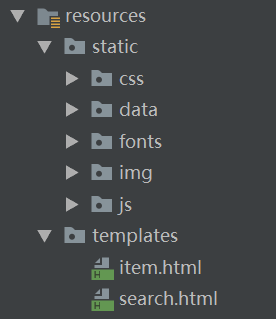 resources
static
css
data
fonts
img
js
templates
item.html
search.html